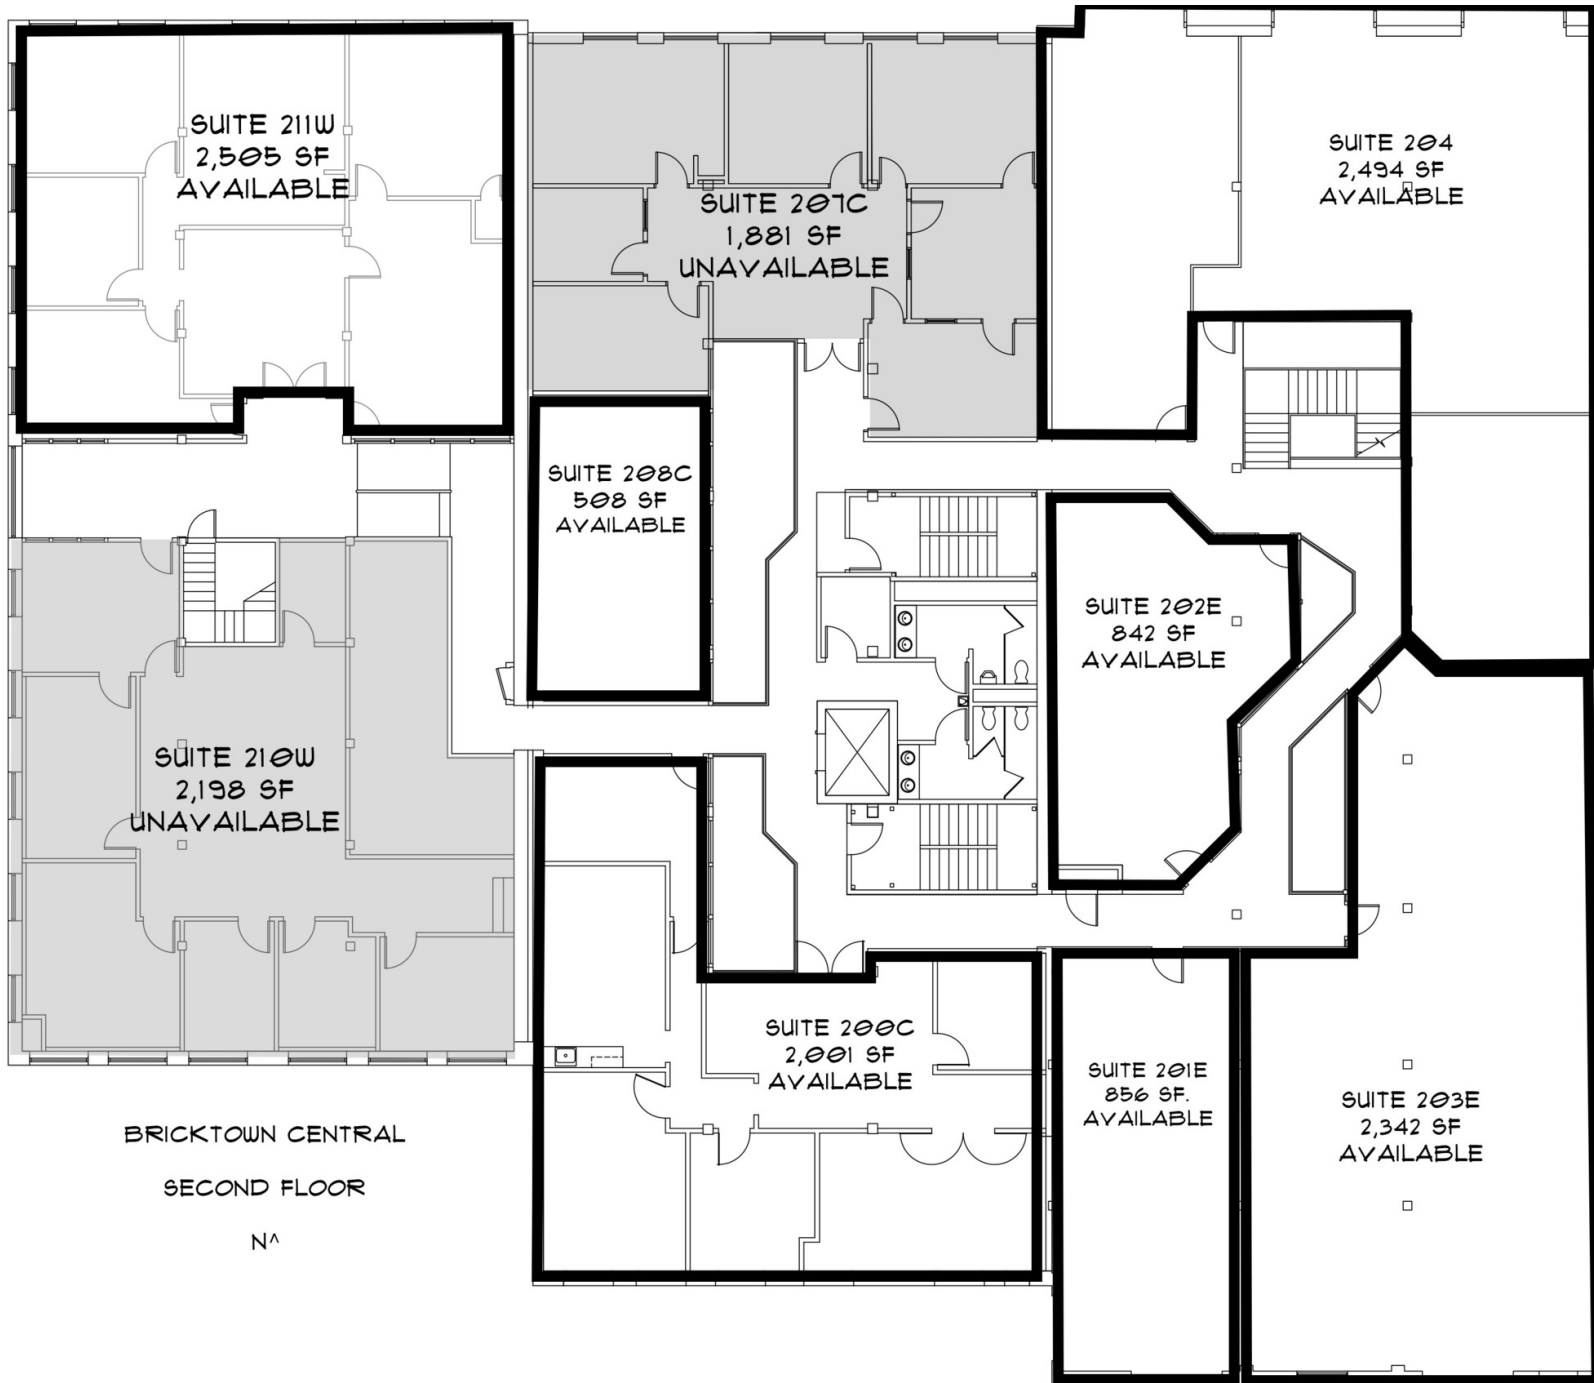 SUITE 211W
2,505 SF
AVAILABLE
SUITE 207C
1,881 SF
UNAVAILABLE
SUITE 204
2,494 SF
AVAILABLE
SUITE 208C
508 SF
AVAILABLE
SUITE 202E
842 SF
AVAILABLE
SUITE 210W
2,198 SF
UNAVAILABLE
SUITE 200C
2,001 SF
AVAILABLE
SUITE 201E
856 SF.
AVAILABLE
SUITE 203E
2,342 SF
AVAILABLE
BRICKTOWN CENTRAL
SECOND FLOOR
N^